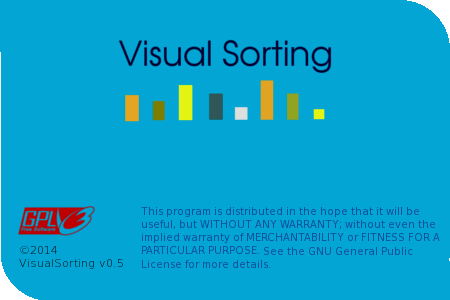 Visual Sorting
GPLv3
Free Software
©2014
VisualSorting v0.5
This program is distributed in the hope that it will be
useful, but WITHOUT ANY WARRANTY; without even the
implied warranty of MERCHANTABILITY or FITNESS FOR A
PARTICULAR PURPOSE. See the GNU General Public
License for more details.